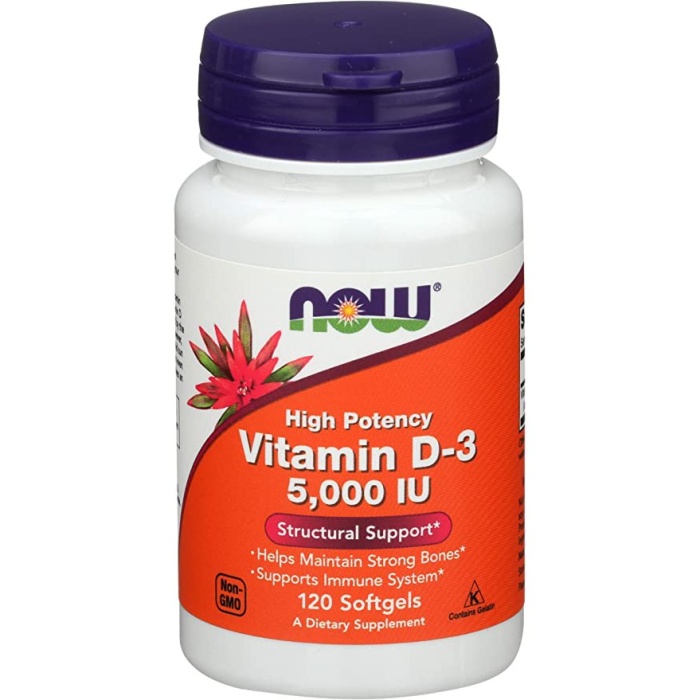 NOW®
High Potency
Vitamin D-3
5,000 IU
Structural Support*
•Helps Maintain Strong Bones*
•Supports Immune System*
Non-
GMO
120 Softgels
K
Contains Gelatin
A Dietary Supplement